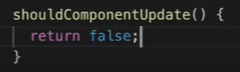 shouldComponentUpdate() {
return false;
}